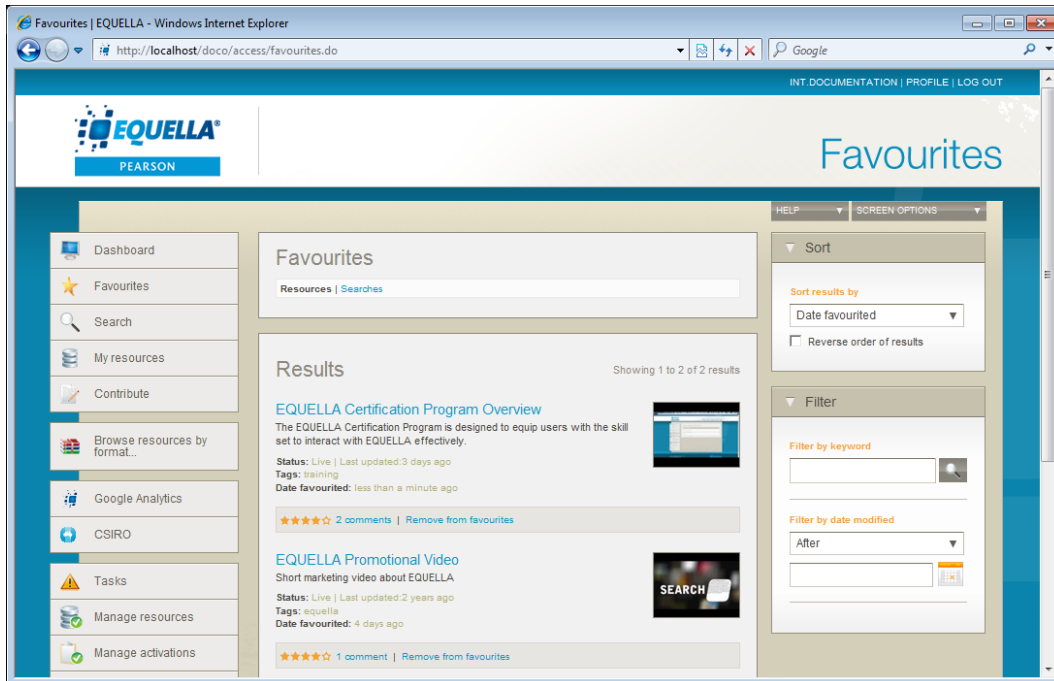 Favourites | EQUELLA - Windows Internet Explorer
http://localhost/doco/access/favourites.do
Google
INT.DOCUMENTATION | PROFILE | LOG OUT
EQUELLA®
PEARSON
Favourites
HELP
SCREEN OPTIONS
Dashboard
Favourites
Search
My resources
Contribute
Browse resources by
format...
Google Analytics
CSIRO
Tasks
Manage resources
Manage activations
Favourites
Resources | Searches
Results
Showing 1 to 2 of 2 results
EQUELLA Certification Program Overview
The EQUELLA Certification Program is designed to equip users with the skill
set to interact with EQUELLA effectively.
Status: Live | Last updated:3 days ago
Tags: training
Date favourited: less than a minute ago
2 comments | Remove from favourites
EQUELLA Promotional Video
Short marketing video about EQUELLA
Status: Live | Last updated:2 years ago
Tags: equella
Date favourited: 4 days ago
SEARCH
1 comment | Remove from favourites
Sort
Sort results by
Date favourited
Reverse order of results
Filter
Filter by keyword
Filter by date modified
After